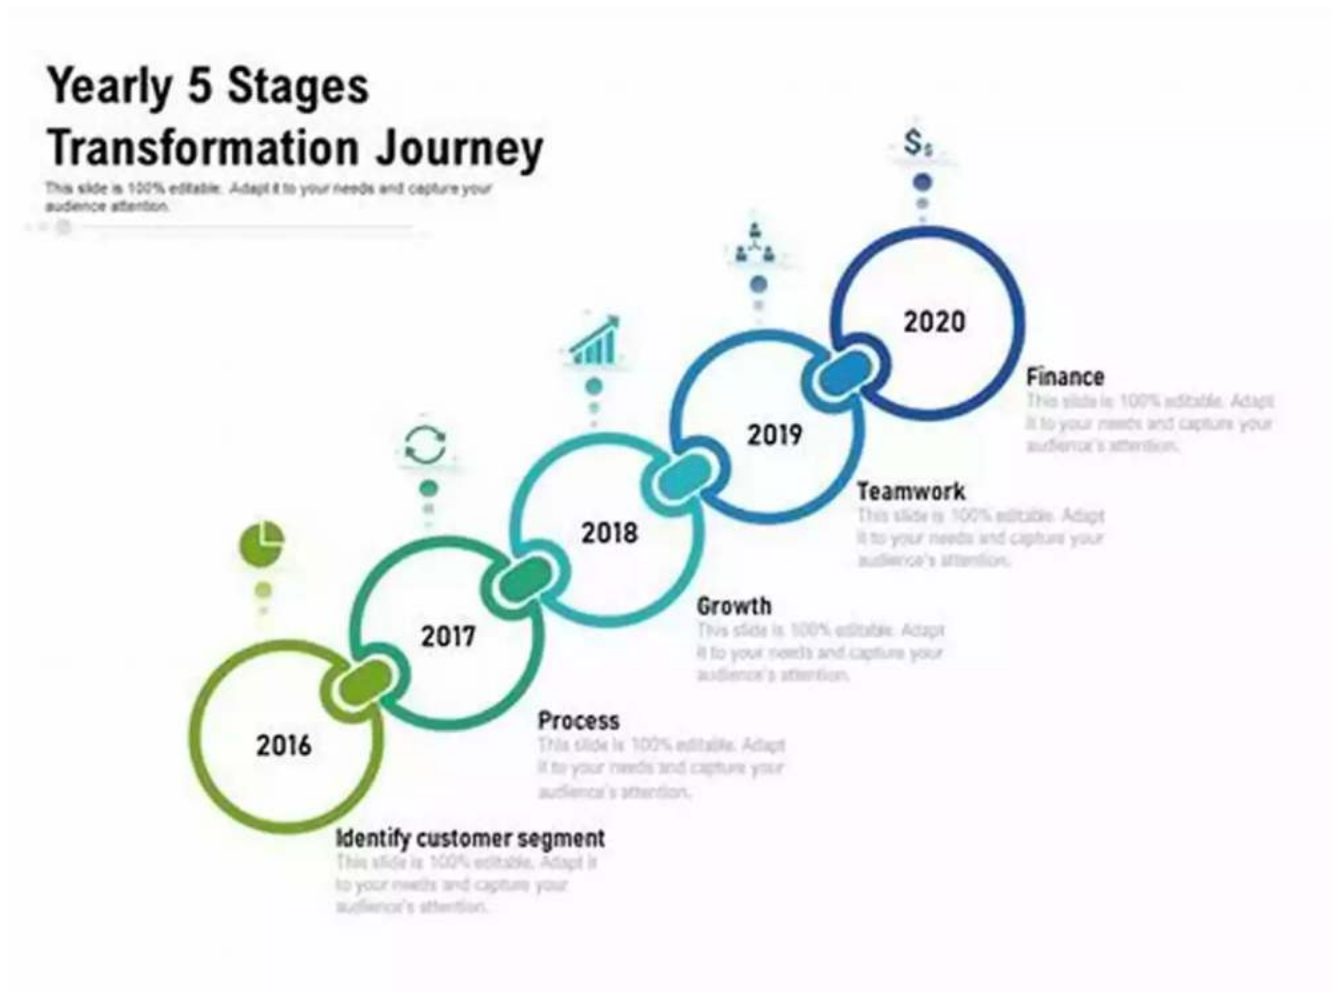 Yearly 5 Stages
Transformation Journey
This slide is 100% editable. Adapt it to your needs and capture your
audience attention.
$s
2020
Finance
This slide is 100% editable. Adapt
it to your needs and capture your
audience's attention.
2019
Teamwork
This slide is 100% editable. Adapt
it to your needs and capture your
audience's attention.
2018
Growth
This slide is 100% editable. Adapt
it to your needs and capture your
audience's attention.
2017
Process
This slide is 100% editable. Adapt
it to your needs and capture your
audience's attention.
2016
Identify customer segment
This slide is 100% editable. Adapt it
to your needs and capture your
audience's attention.